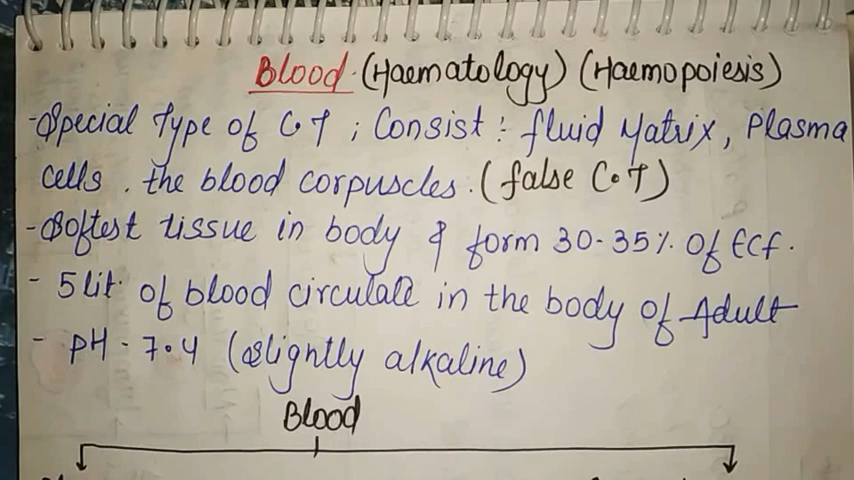 Blood (Haematology) (Haemopoiesis)
- Special Type of C.T ; Consist : fluid Matrix, Plasma
cells, the blood corpuscles. (false C.T)
- Softest tissue in body & form 30-35% of ECF.
- 5 lit. of blood circulate in the body of Adult
- pH - 7.4 (slightly alkaline)
Blood